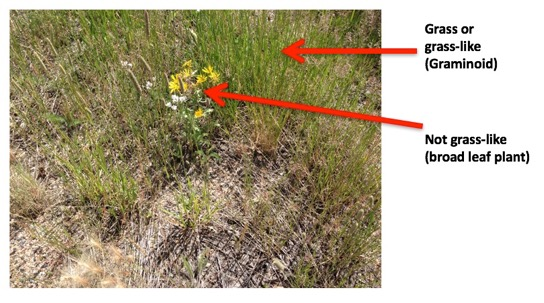 Grass or
grass-like
(Graminoid)
Not grass-like
(broad leaf plant)